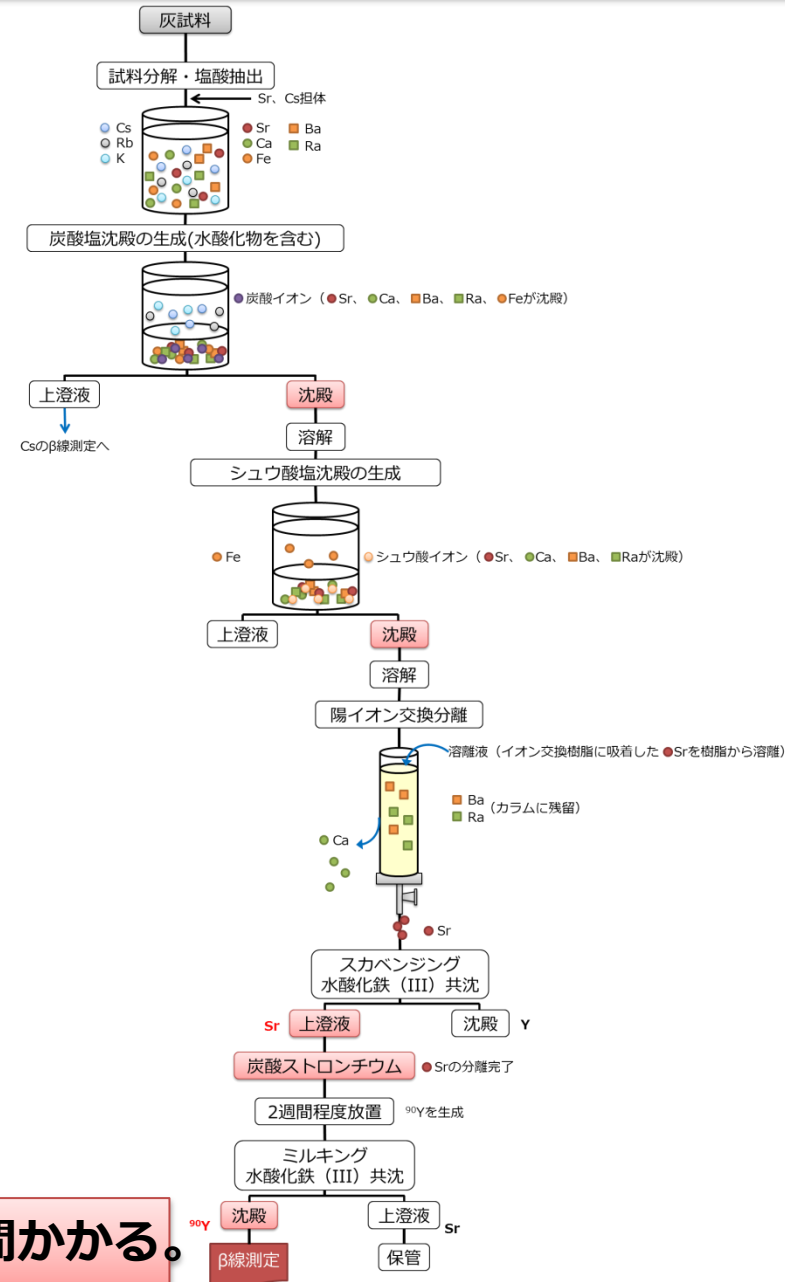 灰試料
試料分解・塩酸抽出
Sr、Cs担体
Cs
Rb
K
Sr
Ca
Fe
Ba
Ra
炭酸塩沈殿の生成(水酸化物を含む)
炭酸イオン（Sr、Ca、Ba、Ra、Feが沈殿）
上澄液
沈殿
Csのβ線測定へ
溶解
シュウ酸塩沈殿の生成
Fe
シュウ酸イオン（Sr、Ca、Ba、Raが沈殿）
上澄液
沈殿
溶解
陽イオン交換分離
溶離液（イオン交換樹脂に吸着した Srを樹脂から溶離）
Ba
Ra
（カラムに残留）
Ca
Sr
スカベンジング
水酸化鉄（III）共沈
Sr 上澄液
沈殿 Y
炭酸ストロンチウム
Srの分離完了
2週間程度放置
⁹⁰Yを生成
ミルキング
水酸化鉄（III）共沈
⁹⁰Y 沈殿
上澄液 Sr
間かかる。
β線測定
保管